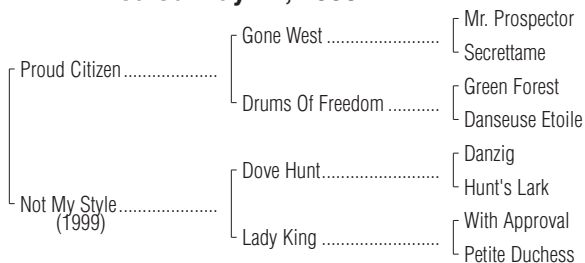 Mr. Prospector
Gone West
Secrettame
Proud Citizen
Green Forest
Drums Of Freedom
Danseuse Etoile
Danzig
Dove Hunt
Hunt's Lark
Not My Style
(1999)
With Approval
Lady King
Petite Duchess